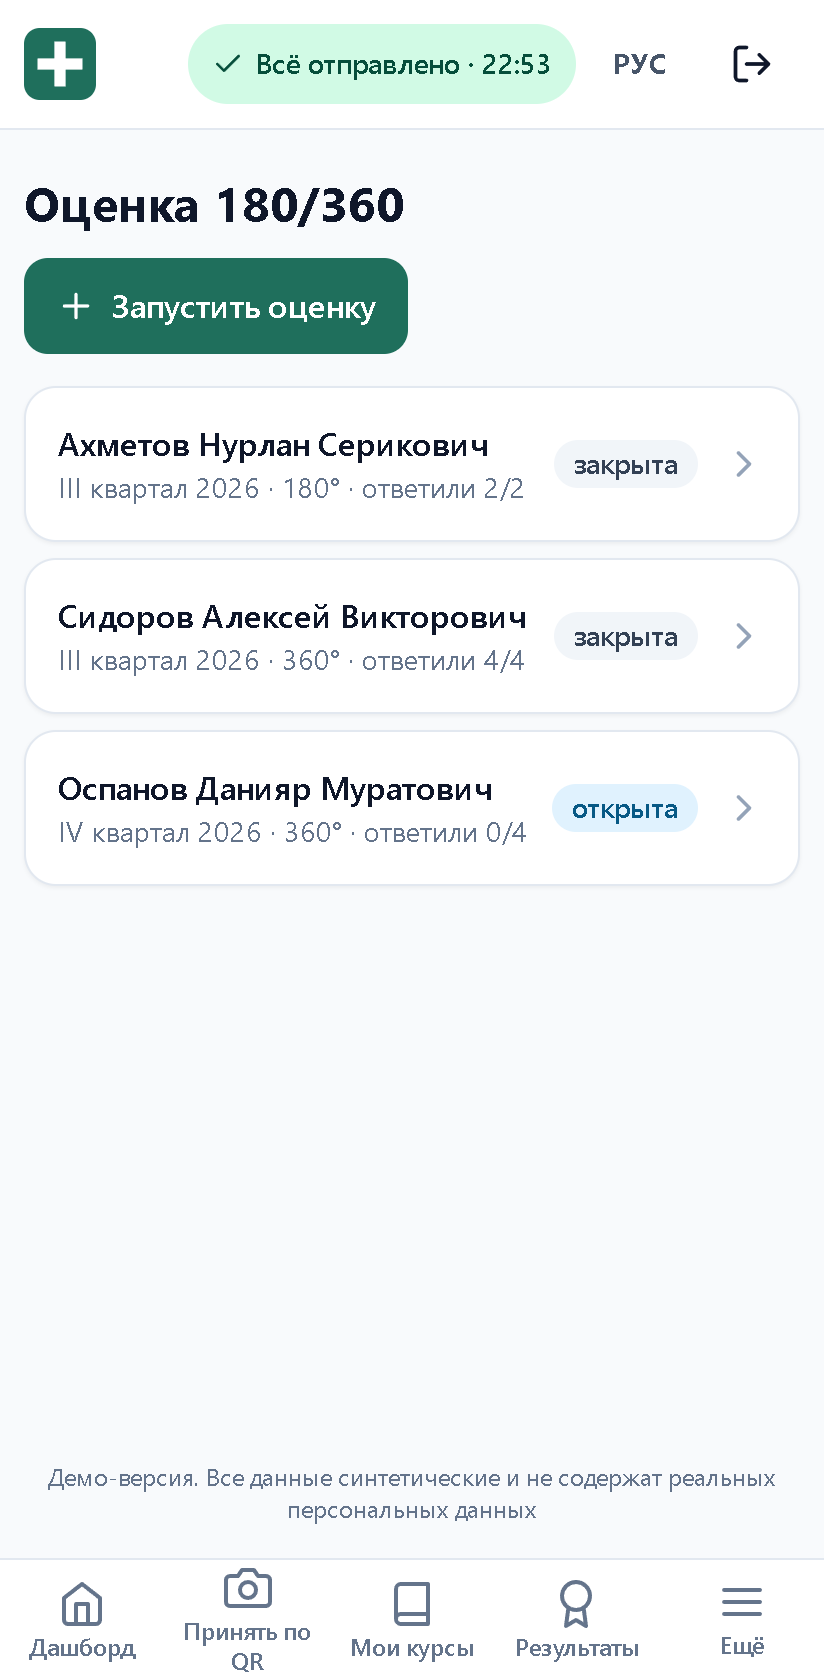 Всё отправлено · 22:53
РУС
Оценка 180/360
Запустить оценку
Ахметов Нурлан Серикович
III квартал 2026 · 180° · ответили 2/2
закрыта
Сидоров Алексей Викторович
III квартал 2026 · 360° · ответили 4/4
закрыта
Оспанов Данияр Муратович
IV квартал 2026 · 360° · ответили 0/4
открыта
Демо-версия. Все данные синтетические и не содержат реальных
персональных данных
Дашборд
Принять по
QR
Мои курсы
Результаты
Ещё